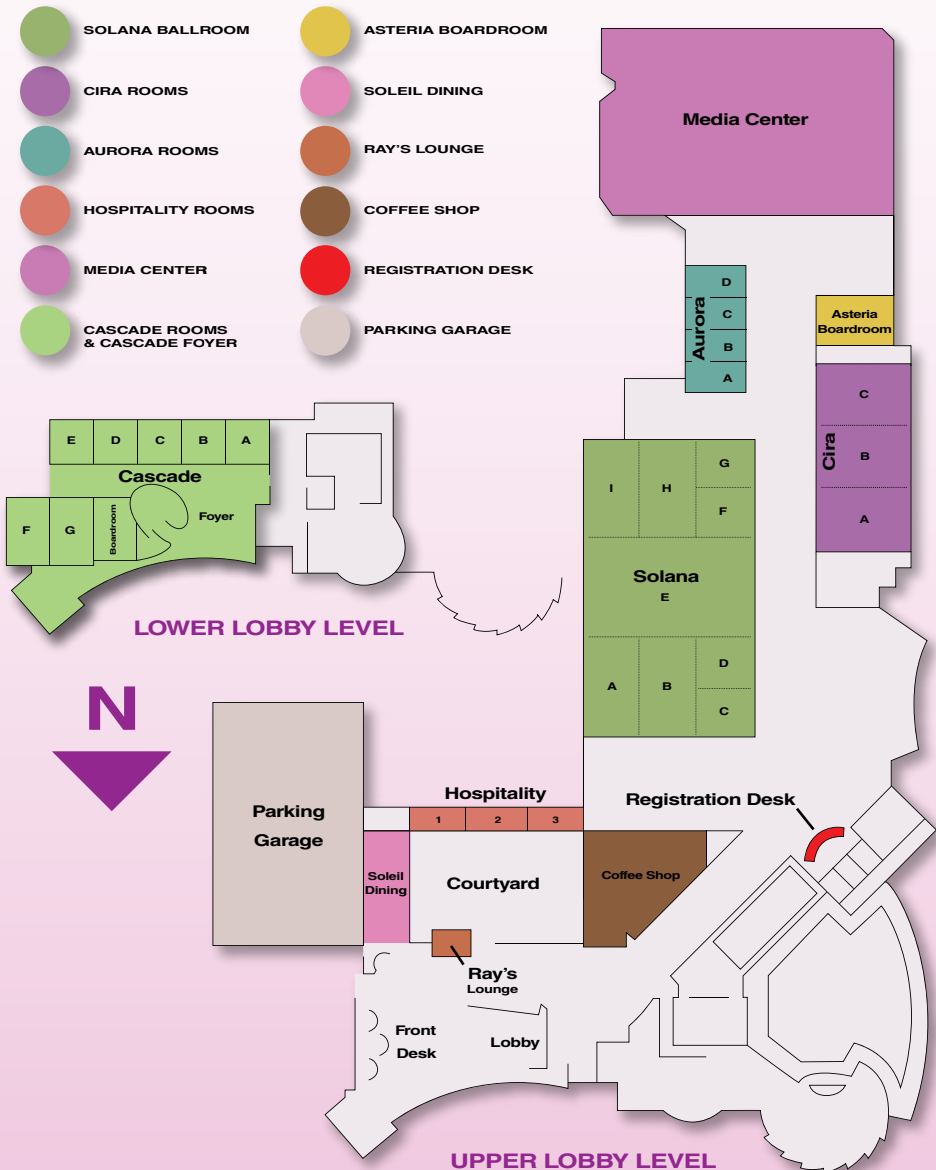 SOLANA BALLROOM
CIRA ROOMS
AURORA ROOMS
HOSPITALITY ROOMS
MEDIA CENTER
CASCADE ROOMS
& CASCADE FOYER
ASTERIA BOARDROOM
SOLEIL DINING
RAY'S LOUNGE
COFFEE SHOP
REGISTRATION DESK
PARKING GARAGE
Media Center
Aurora
D
C
B
A
Asteria
Boardroom
Cira
C
B
A
E D C B A
Cascade
F G Boardroom Foyer
LOWER LOBBY LEVEL
I H G
F
Solana
E
A B D
C
N
Parking
Garage
Hospitality
1 2 3
Registration Desk
Soleil
Dining
Courtyard
Coffee Shop
Ray's
Lounge
Front
Desk
Lobby
UPPER LOBBY LEVEL